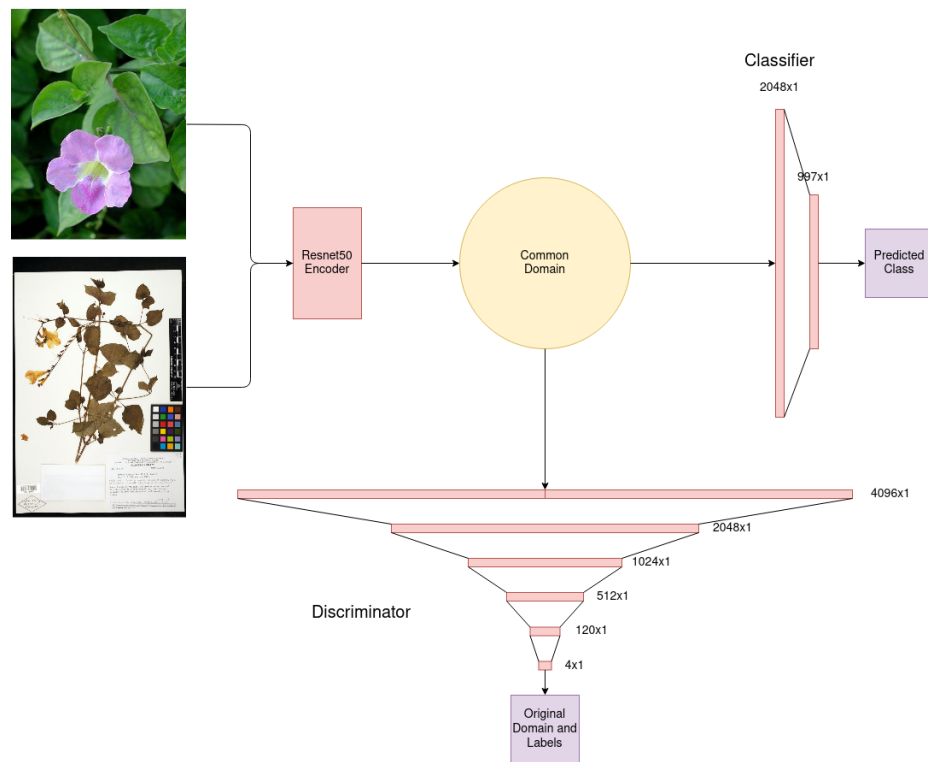 Classifier
2048x1
997x1
Resnet50
Encoder
Common
Domain
Predicted
Class
4096x1
2048x1
1024x1
512x1
Discriminator
120x1
4x1
Original
Domain and
Labels